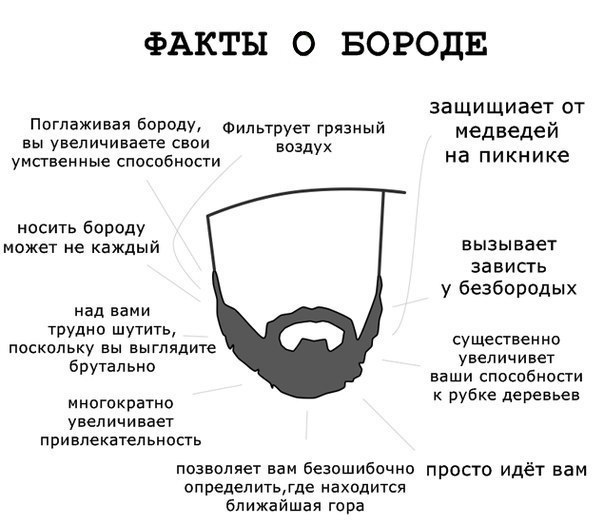 ФАКТЫ О БОРОДЕ
Поглаживая бороду,
вы увеличиваете свои
умственные способности
Фильтрует грязный
воздух
защищиает от
медведей
на пикнике
носить бороду
может не каждый
вызывает
зависть
у безбородых
над вами
трудно шутить,
поскольку вы выглядите
брутально
существенно
увеличивет
ваши способности
к рубке деревьев
многократно
увеличивает
привлекательность
позволяет вам безошибочно
определить,где находится
ближайшая гора
просто идёт вам